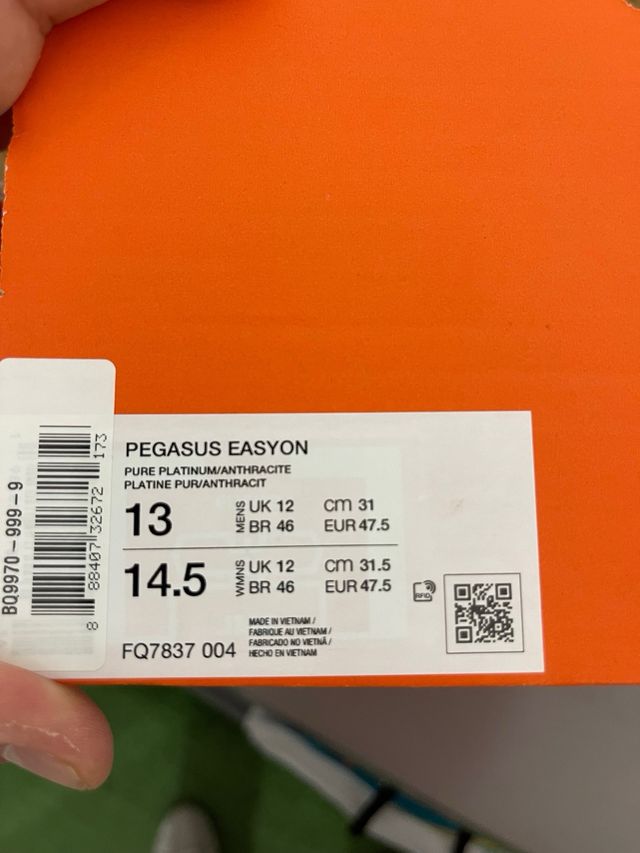 PEGASUS EASYON
PURE PLATINUM/ANTHRACITE
PLATINE PUR/ANTHRACIT
13 MENS UK 12 cm 31
BR 46 EUR 47.5
14.5 WMNS UK 12 cm 31.5
BR 46 EUR 47.5
RFID
FQ7837 004
MADE IN VIETNAM /
FABRIQUE AU VIETNAM /
FABRICADO NO VIETNÃ /
HECHO EN VIETNAM
BQ9970-999-9
8 88407 32672 173